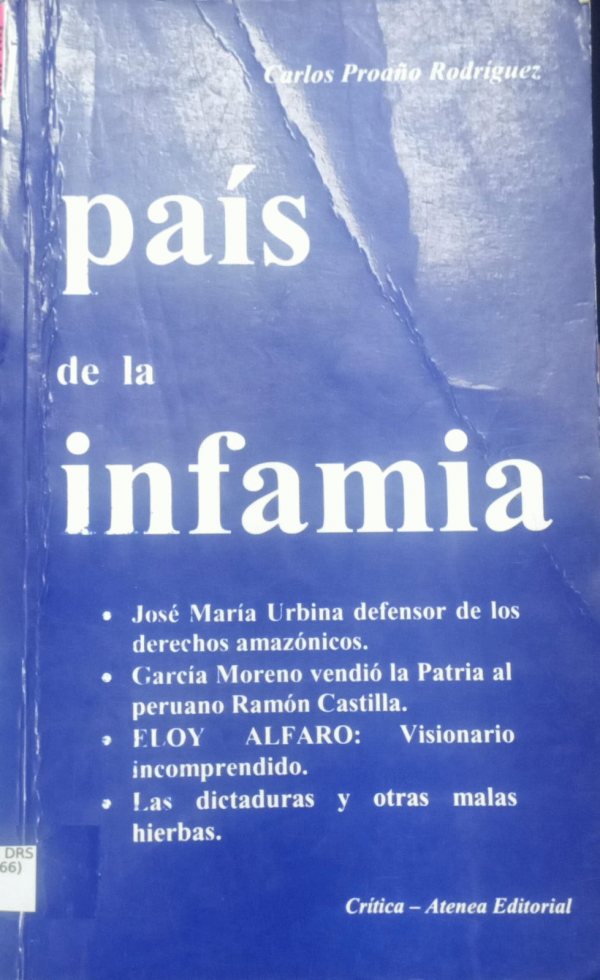 Carlos Proaño Rodríguez
país
de la
infamia
• José María Urbina defensor de los
derechos amazónicos.
• García Moreno vendió la Patria al
peruano Ramón Castilla.
• ELOY ALFARO: Visionario
incomprendido.
• Las dictaduras y otras malas
hierbas.
DRS
66)
Crítica – Atenea Editorial